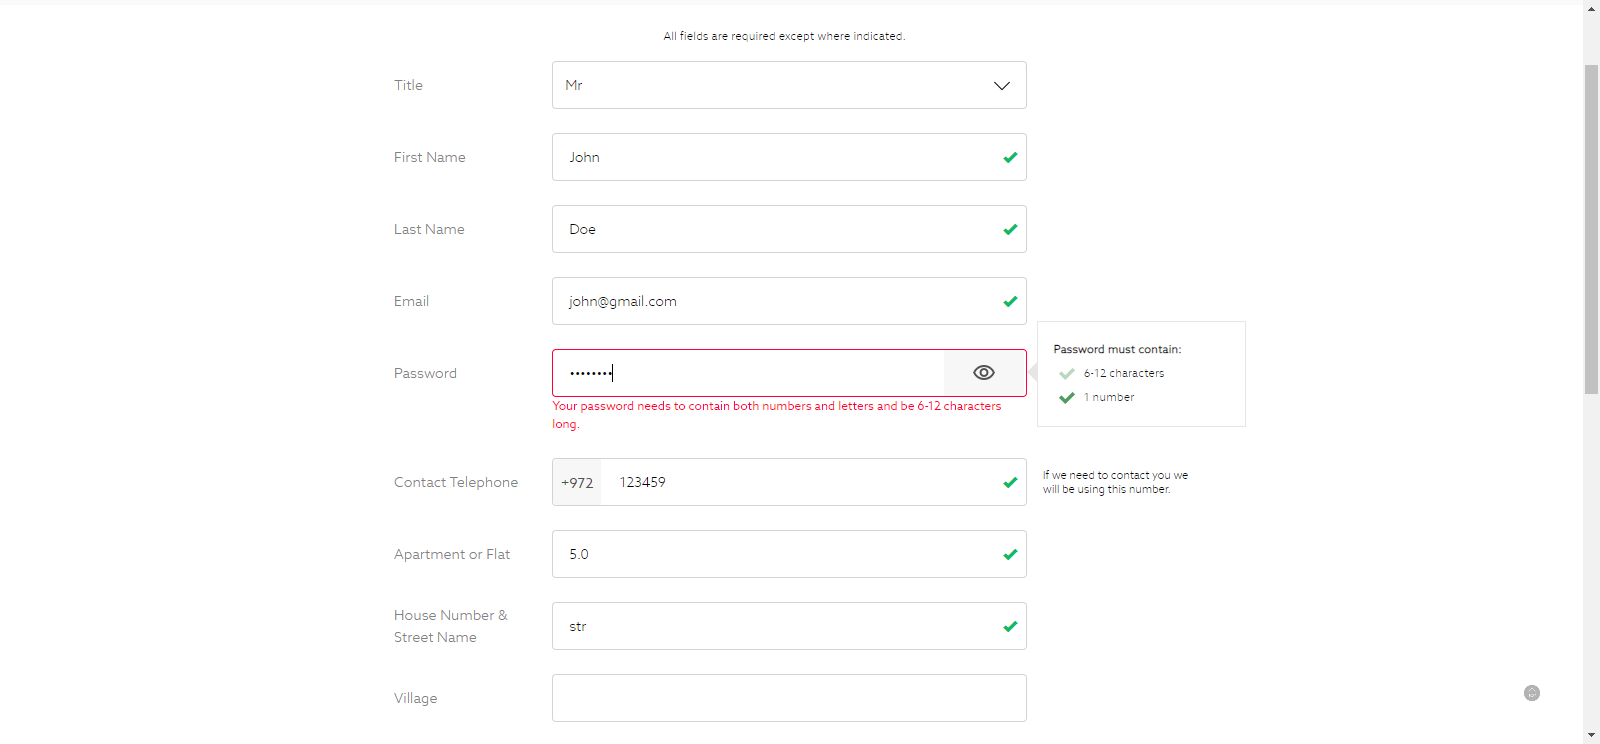 All fields are required except where indicated.
Title
Mr
First Name
John
Last Name
Doe
Email
john@gmail.com
Password
••••••••
Your password needs to contain both numbers and letters and be 6-12 characters
long.
Password must contain:
6-12 characters
1 number
Contact Telephone
+972
123459
If we need to contact you we
will be using this number.
Apartment or Flat
5.0
House Number &
Street Name
str
Village